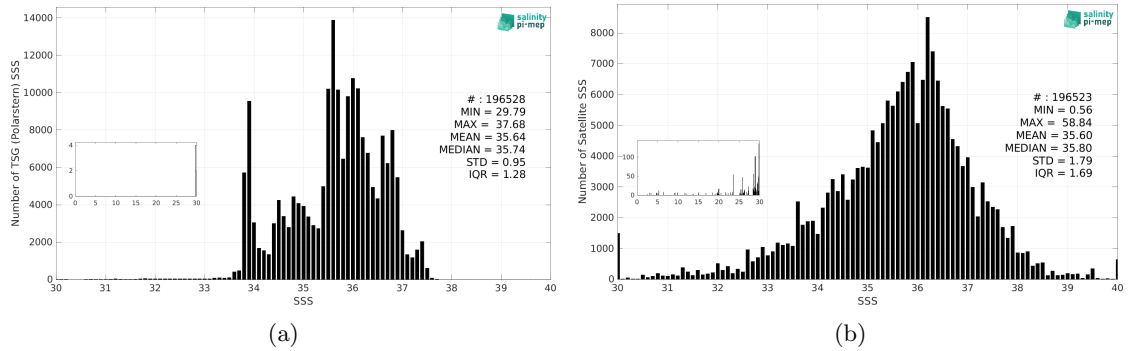 salinity
pi-mep
Number of TSG (Polarstern) SSS
14000
12000
10000
8000
6000
4000
2000
0
# : 196528
MIN = 29.79
MAX = 37.68
MEAN = 35.64
MEDIAN = 35.74
STD = 0.95
IQR = 1.28
4
2
0
0 5 10 15 20 25 30
30 32 33 34 35 36 37 38 39 40
SSS
(a)
salinity
pi-mep
Number of Satellite SSS
8000
7000
6000
5000
4000
3000
2000
1000
0
# : 196523
MIN = 0.56
MAX = 58.84
MEAN = 35.60
MEDIAN = 35.80
STD = 1.79
IQR = 1.69
100
50
0
0 5 10 15 20 25 30
30 31 32 33 34 35 36 37 38 39 40
SSS
(b)